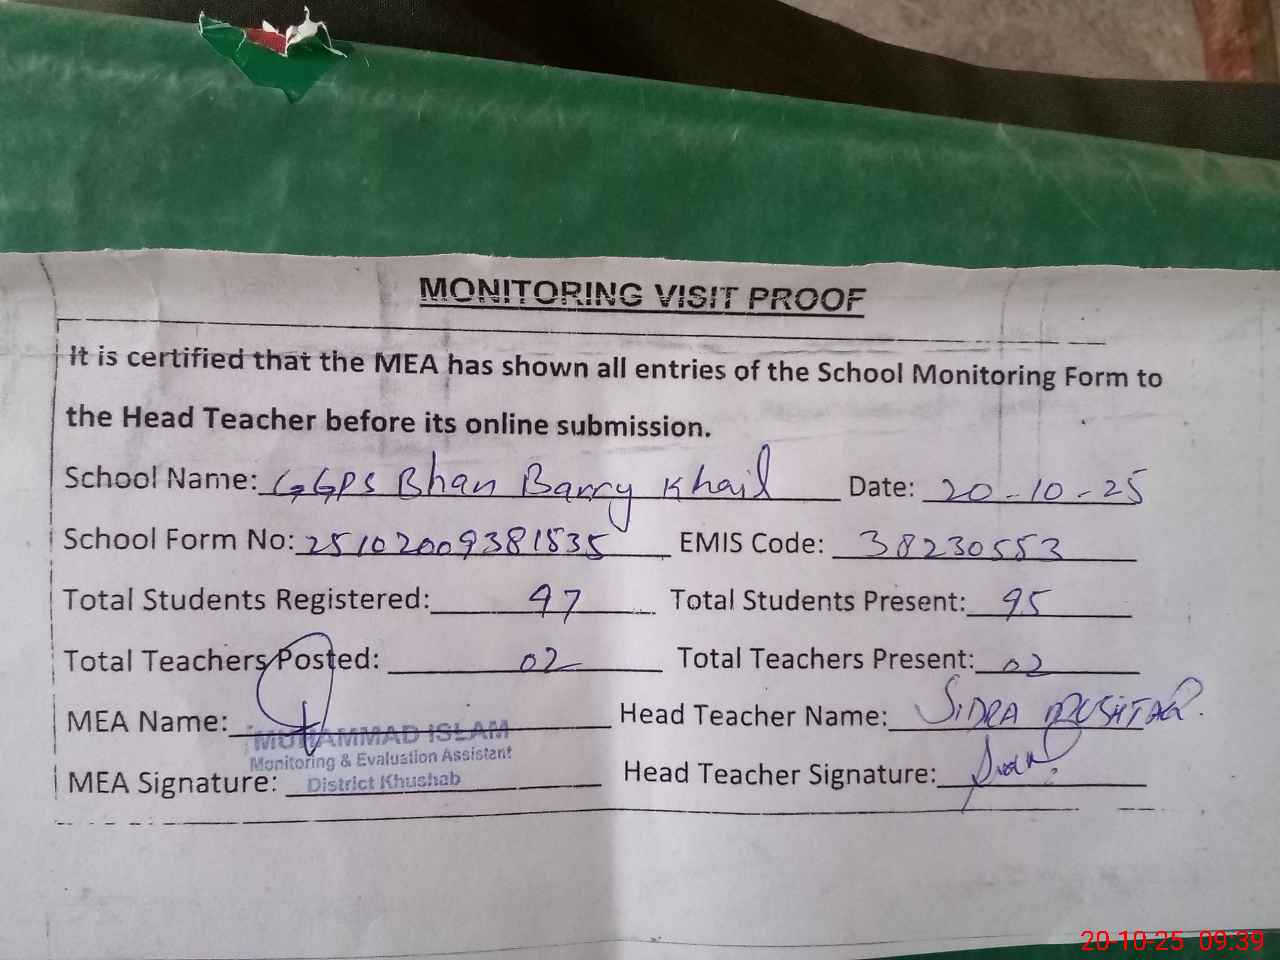 MONITORING VISIT PROOF
It is certified that the MEA has shown all entries of the School Monitoring Form to
the Head Teacher before its online submission.
School Name: GGPS Bhan Barry Khail Date: 20-10-25
School Form No: 25102009381535 EMIS Code: 38230553
Total Students Registered: 97 Total Students Present: 95
Total Teachers Posted: 02 Total Teachers Present: 02
MEA Name: Head Teacher Name: SIDRA MUSHTAQ.
MUHAMMAD ISLAM
Monitoring & Evaluation Assistant
MEA Signature: District Khushab Head Teacher Signature:
20-10-25 09:39